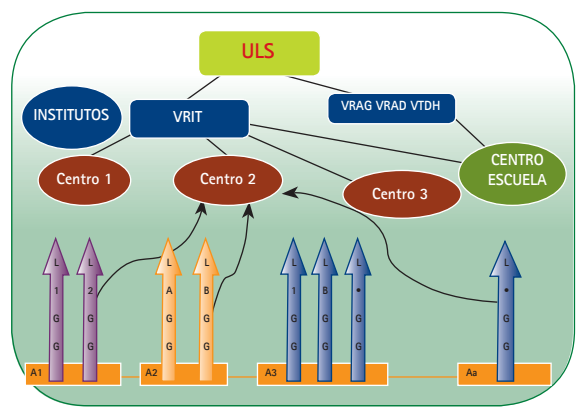 ULS
INSTITUTOS
VRIT
VRAG VRAD VTDH
Centro 1
Centro 2
Centro 3
CENTRO
ESCUELA
L
1
G
G
L
2
G
G
L
A
G
G
L
B
G
G
L
1
G
G
L
B
G
G
L
•
G
G
L
•
G
G
A1
A2
A3
Aa